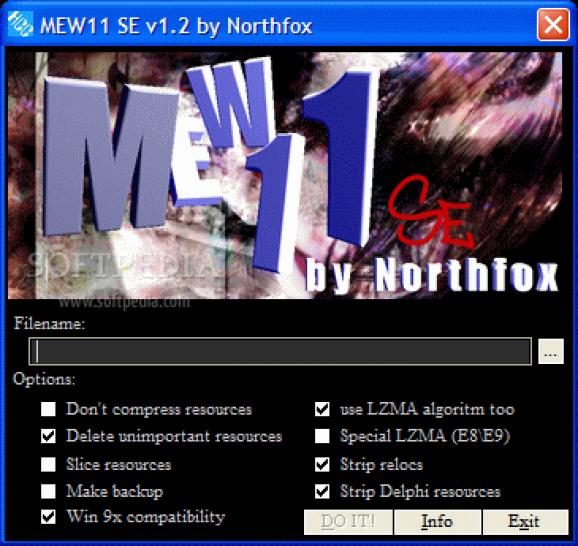 MEW11 SE v1.2 by Northfox
MEW 11
SE
by Northfox
SOFTPEDIA
www.softpedia.com
Filename:
...
Options:
Don't compress resources
use LZMA algoritm too
Delete unimportant resources
Special LZMA (E8\E9)
Slice resources
Strip relocs
Make backup
Strip Delphi resources
Win 9x compatibility
DO IT!
Info
Exit